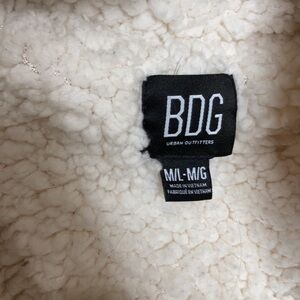 BDG
URBAN OUTFITTERS
M/L-M/G
MADE IN VIETNAM
FABRIQUÉ EN VIETNAM